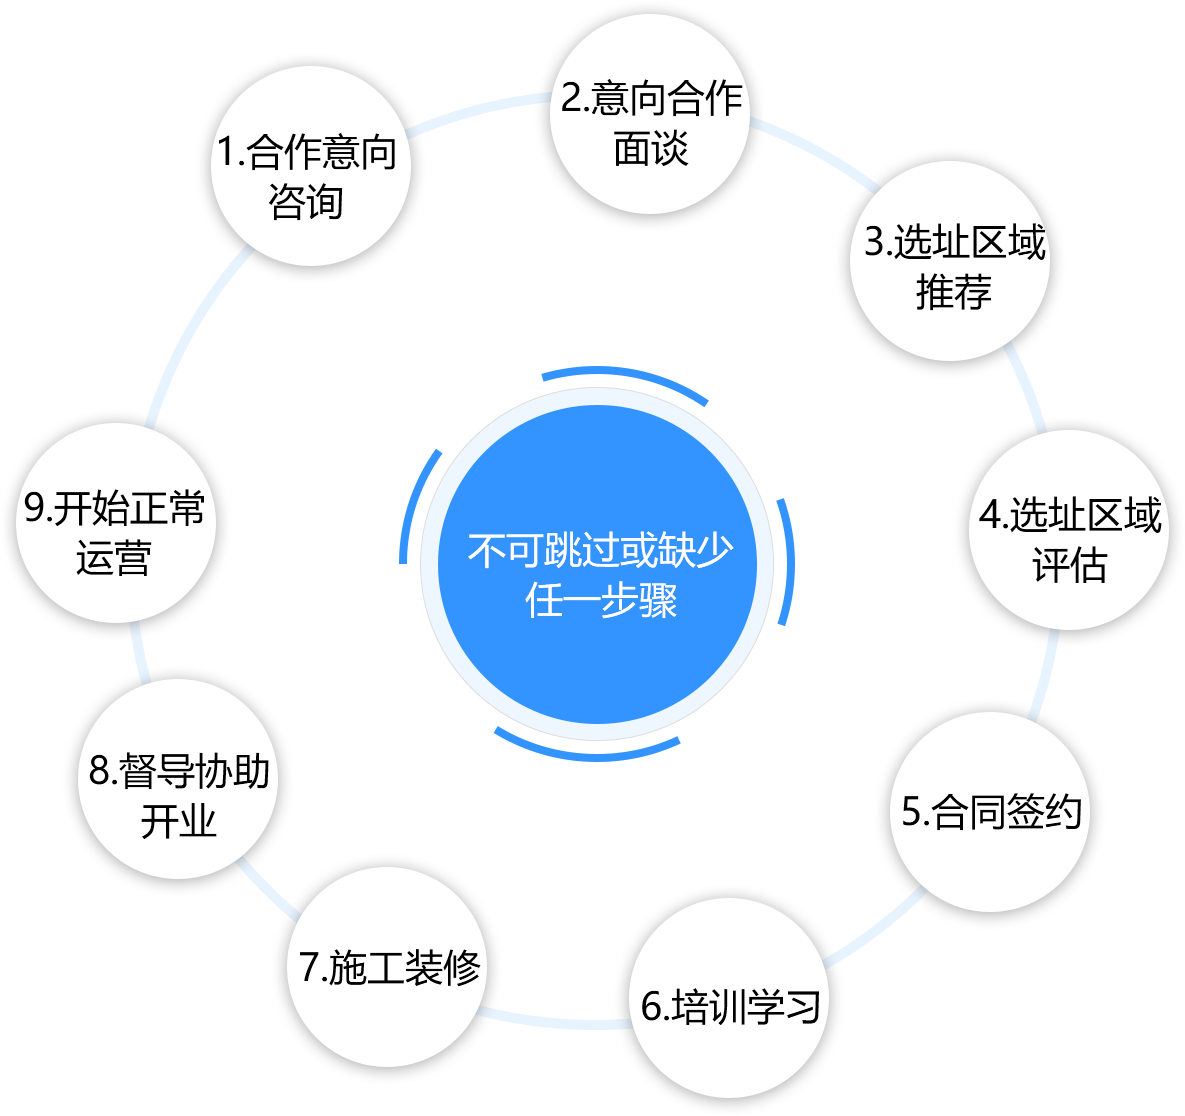 1.合作意向
咨询
2.意向合作
面谈
3.选址区域
推荐
4.选址区域
评估
5.合同签约
6.培训学习
7.施工装修
8.督导协助
开业
9.开始正常
运营
不可跳过或缺少
任一步骤